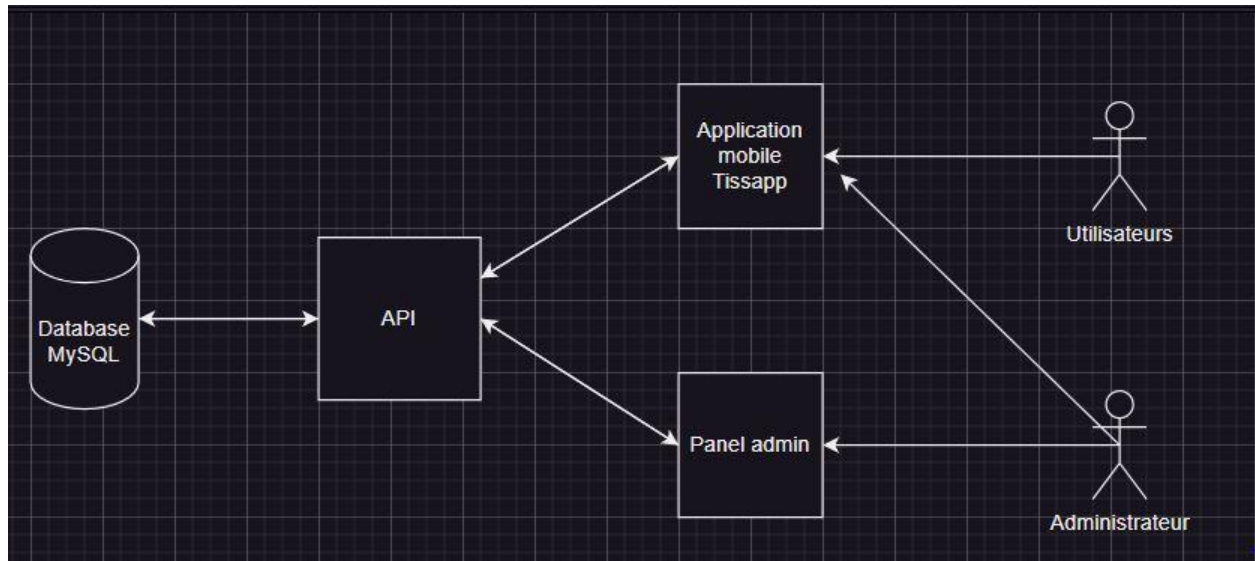 Application
mobile
Tissapp
Utilisateurs
Database
MySQL
API
Panel admin
Administrateur